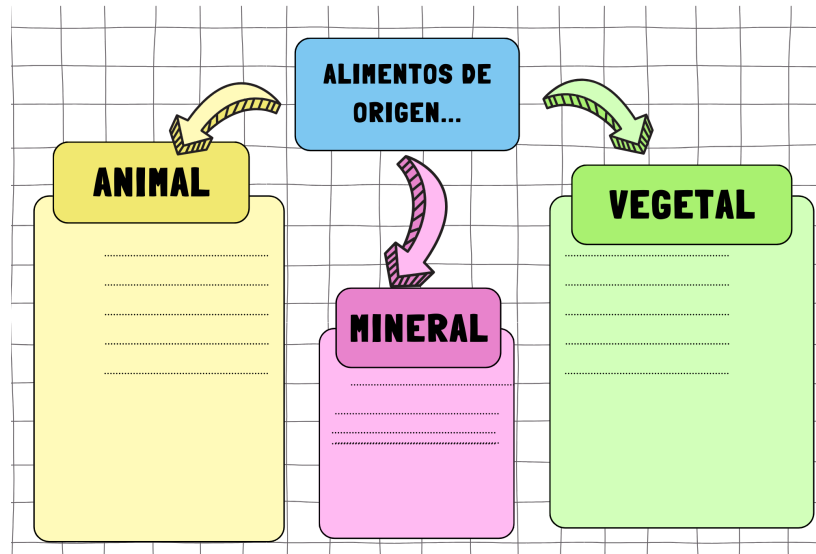 ALIMENTOS DE
ORIGEN...
ANIMAL
VEGETAL
MINERAL